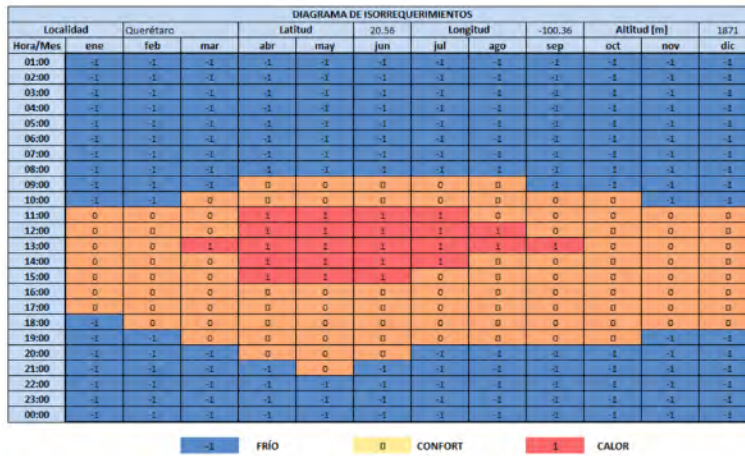 DIAGRAMA DE ISORREQUERIMIENTOS
Localidad Querétaro Latitud 20.56 Longitud -100.36 Altitud [m] 1871
Hora/Mes ene feb mar abr may jun jul ago sep oct nov dic
01:00 -1 -1 -1 -1 -1 -1 -1 -1 -1 -1 -1 -1
02:00 -1 -1 -1 -1 -1 -1 -1 -1 -1 -1 -1 -1
03:00 -1 -1 -1 -1 -1 -1 -1 -1 -1 -1 -1 -1
04:00 -1 -1 -1 -1 -1 -1 -1 -1 -1 -1 -1 -1
05:00 -1 -1 -1 -1 -1 -1 -1 -1 -1 -1 -1 -1
06:00 -1 -1 -1 -1 -1 -1 -1 -1 -1 -1 -1 -1
07:00 -1 -1 -1 -1 -1 -1 -1 -1 -1 -1 -1 -1
08:00 -1 -1 -1 -1 -1 -1 -1 -1 -1 -1 -1 -1
09:00 -1 -1 -1 0 0 0 0 0 -1 -1 -1 -1
10:00 -1 -1 0 0 0 0 0 0 0 0 -1 -1
11:00 0 0 0 1 1 1 1 0 0 0 0 0
12:00 0 0 0 1 1 1 1 1 0 0 0 0
13:00 0 0 1 1 1 1 1 1 1 0 0 0
14:00 0 0 0 1 1 1 1 0 0 0 0 0
15:00 0 0 0 1 1 1 0 0 0 0 0 0
16:00 0 0 0 0 0 0 0 0 0 0 0 0
17:00 0 0 0 0 0 0 0 0 0 0 0 0
18:00 -1 0 0 0 0 0 0 0 0 0 0 0
19:00 -1 -1 0 0 0 0 0 0 0 0 -1 -1
20:00 -1 -1 -1 0 0 0 -1 -1 -1 -1 -1 -1
21:00 -1 -1 -1 -1 0 -1 -1 -1 -1 -1 -1 -1
22:00 -1 -1 -1 -1 -1 -1 -1 -1 -1 -1 -1 -1
23:00 -1 -1 -1 -1 -1 -1 -1 -1 -1 -1 -1 -1
00:00 -1 -1 -1 -1 -1 -1 -1 -1 -1 -1 -1 -1
-1 FRÍO 0 CONFORT 1 CALOR